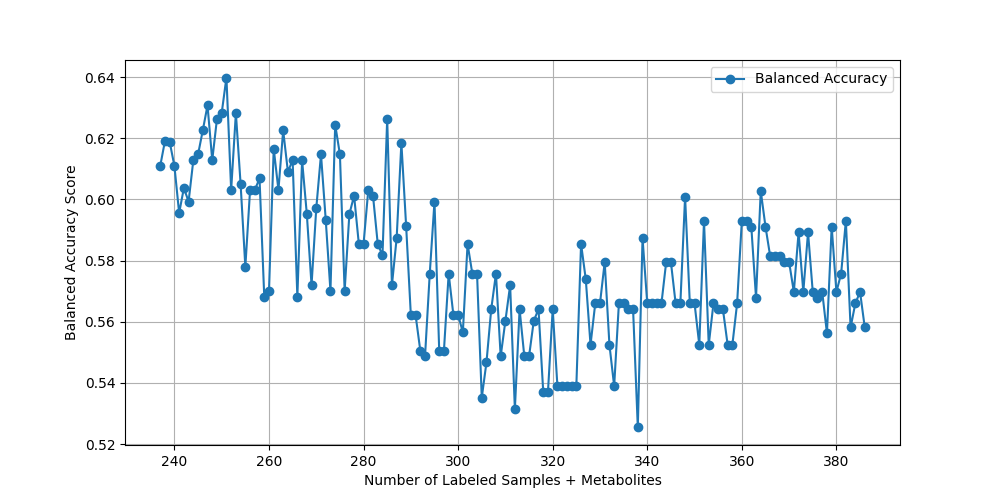 0.64
0.62
0.60
0.58
0.56
0.54
0.52
Balanced Accuracy Score
Balanced Accuracy
240 260 280 300 320 340 360 380
Number of Labeled Samples + Metabolites